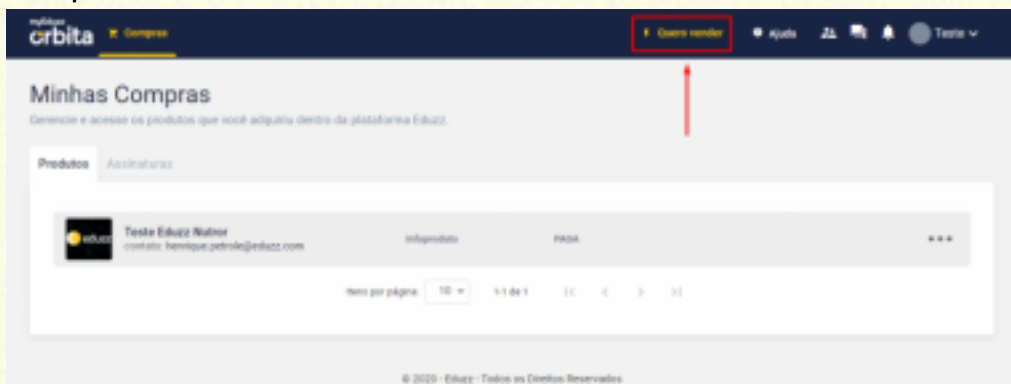 myEduzz
órbita Compras Quero vender Ajuda Teste
Minhas Compras
Gerencie e acesse os produtos que você adquiriu dentro da plataforma Eduzz.
Produtos Assinaturas
eduzz
Teste Eduzz Nutror
contato: henrique.petrole@eduzz.com Infoproduto PAGA
Itens por página: 10 1-1 de 1
© 2020 - Eduzz - Todos os Direitos Reservados